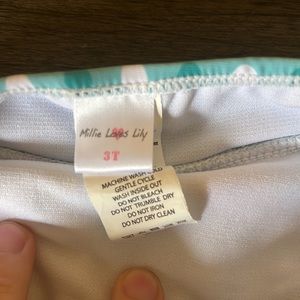 Millie Loves Lily
3T
MACHINE WASH COLD
GENTLE CYCLE
WASH INSIDE OUT
DO NOT BLEACH
DO NOT TRUMBLE DRY
DO NOT IRON
DO NOT DRY CLEAN